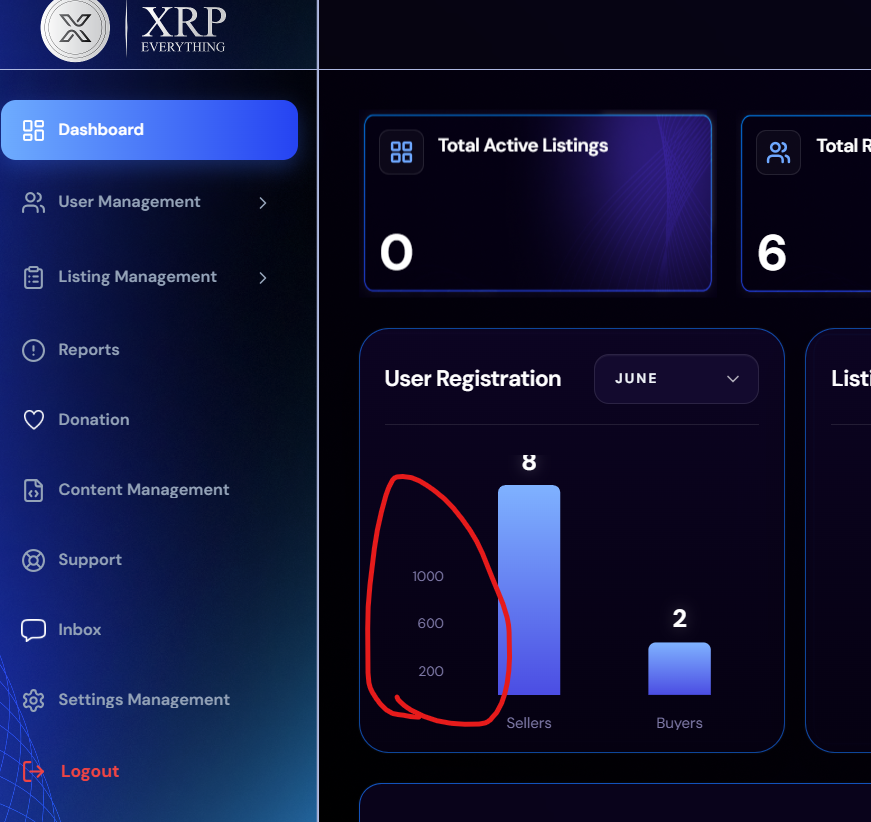 XRP
EVERYTHING
Dashboard
User Management
Listing Management
Reports
Donation
Content Management
Support
Inbox
Settings Management
Logout
Total Active Listings
0
Total R
6
User Registration
JUNE
8
1000
600
2
200
Sellers
Buyers
Listi